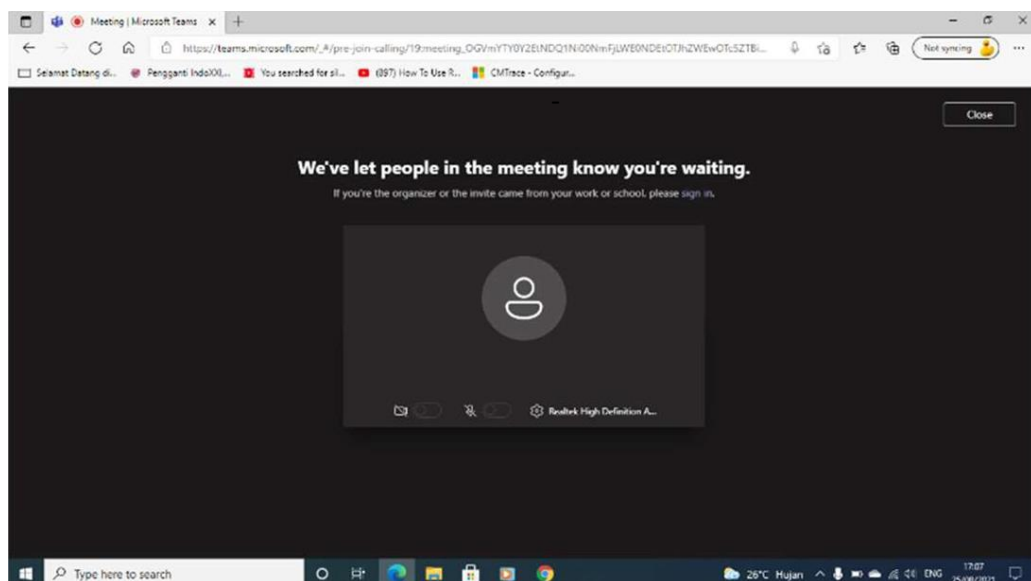 Meeting | Microsoft Teams
Not syncing
Selamat Datang di...
Pengganti IndoXXI,...
You searched for sil...
(897) How To Use R...
CMTrace - Configur...
Close
We've let people in the meeting know you're waiting.
If you're the organizer or the invite came from your work or school, please sign in.
Realtek High Definition A...
Type here to search
26°C Hujan
ENG
17:07